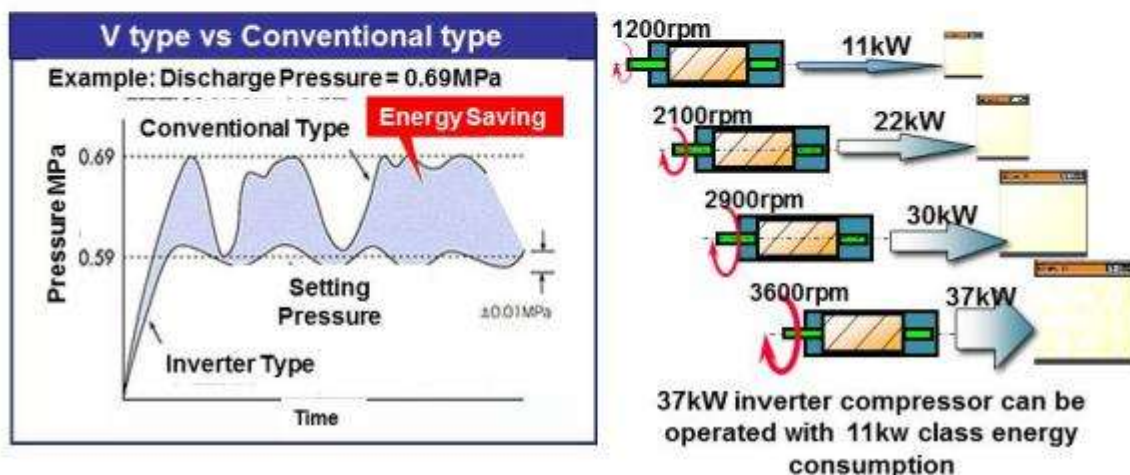 V type vs Conventional type
Example: Discharge Pressure = 0.69MPa
Energy Saving
Conventional Type
Pressure MPa
0.69
0.59
Setting
Pressure
±0.01MPa
Inverter Type
Time
1200rpm
11kW
2100rpm
22kW
2900rpm
30kW
3600rpm
37kW
37kW inverter compressor can be
operated with 11kw class energy
consumption